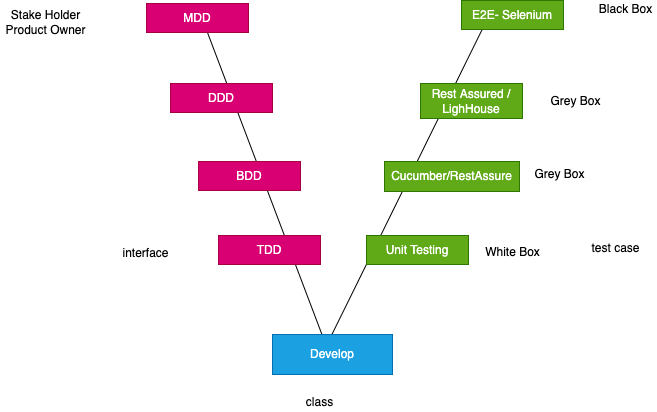 Stake Holder
Product Owner
MDD
E2E- Selenium
Black Box
DDD
Rest Assured /
LighHouse
Grey Box
BDD
Cucumber/RestAssure
Grey Box
interface
TDD
Unit Testing
White Box
test case
Develop
class